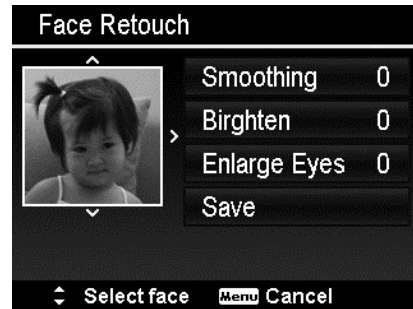 Face Retouch
Smoothing 0
Birghten 0
Enlarge Eyes 0
Save
Select face Menu Cancel